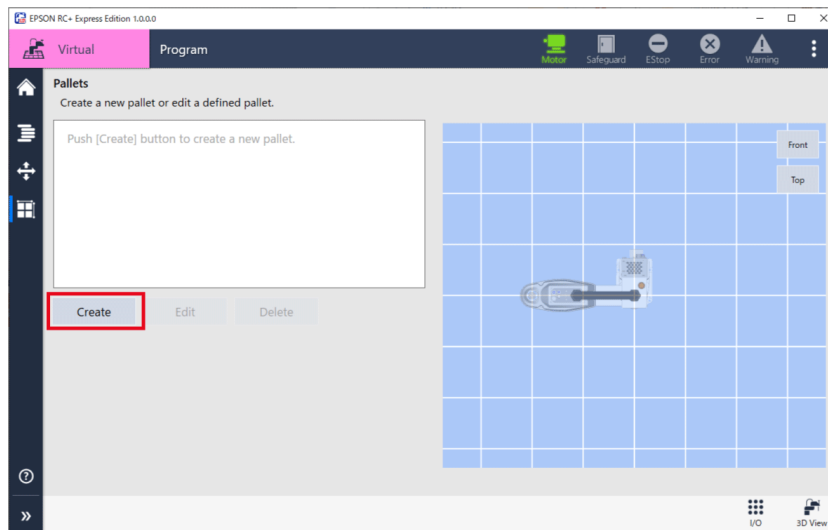 EPSON RC+ Express Edition 1.0.0.0
Virtual
Program
Motor
Safeguard
EStop
Error
Warning
Pallets
Create a new pallet or edit a defined pallet.
Push [Create] button to create a new pallet.
Front
Top
Create
Edit
Delete
I/O
3D View